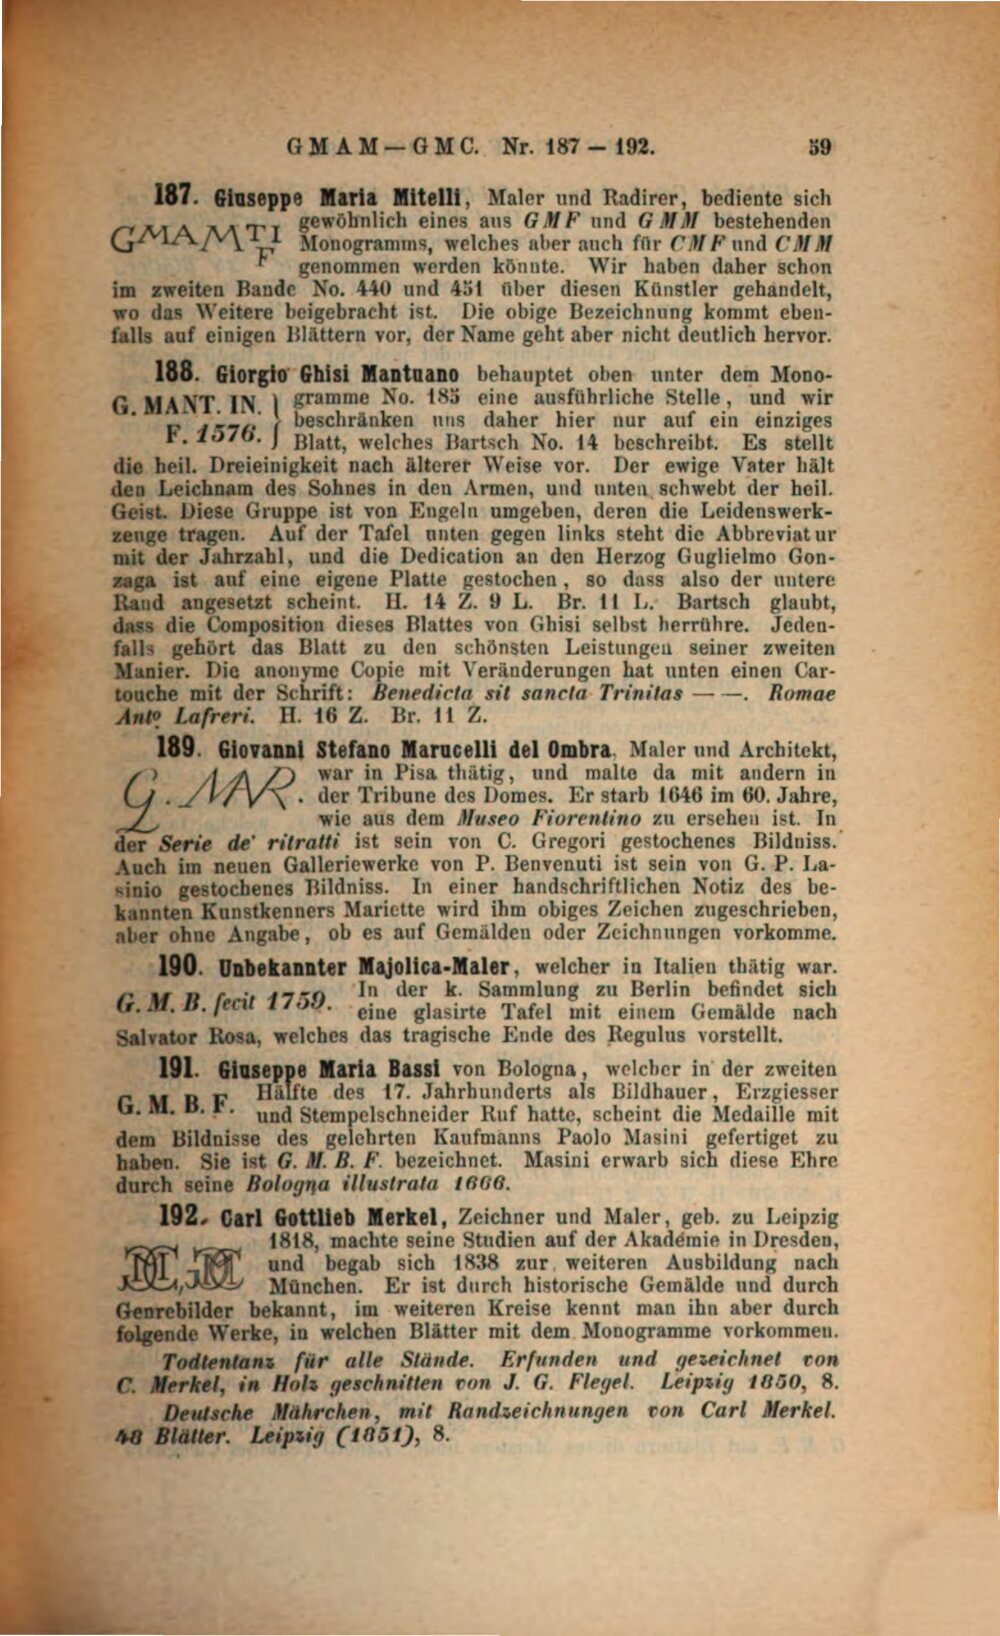 GMAM—GMC. Nr. 187 — 192. 59
187. Giuseppe Maria Mitelli, Maler und Radirer, bediente sich
GMAMTI F
gewöhnlich eines aus GMF und GMM bestehenden
Monogramms, welches aber auch für CMF und CMM
genommen werden könnte. Wir haben daher schon
im zweiten Bande No. 440 und 451 über diesen Künstler gehandelt,
wo das Weitere beigebracht ist. Die obige Bezeichnung kommt eben-
falls auf einigen Blättern vor, der Name geht aber nicht deutlich hervor.
188. Giorgio Ghisi Mantuano behauptet oben unter dem Mono-
G. MANT. IN.
F. 1576.
gramme No. 185 eine ausführliche Stelle, und wir
beschränken uns daher hier nur auf ein einziges
Blatt, welches Bartsch No. 14 beschreibt. Es stellt
die heil. Dreieinigkeit nach älterer Weise vor. Der ewige Vater hält
den Leichnam des Sohnes in den Armen, und unten schwebt der heil.
Geist. Diese Gruppe ist von Engeln umgeben, deren die Leidenswerk-
zeuge tragen. Auf der Tafel unten gegen links steht die Abbreviatur
mit der Jahrzahl, und die Dedication an den Herzog Guglielmo Gon-
zaga ist auf eine eigene Platte gestochen, so dass also der untere
Rand angesetzt scheint. H. 14 Z. 9 L. Br. 11 L. Bartsch glaubt,
dass die Composition dieses Blattes von Ghisi selbst herrühre. Jeden-
falls gehört das Blatt zu den schönsten Leistungen seiner zweiten
Manier. Die anonyme Copie mit Veränderungen hat unten einen Car-
touche mit der Schrift: Benedicta sit sancta Trinitas — —. Romae
Anto Lafreri. H. 16 Z. Br. 11 Z.
189. Giovanni Stefano Marucelli del Ombra, Maler und Architekt,
G. MAR.
war in Pisa thätig, und malte da mit andern in
der Tribune des Domes. Er starb 1646 im 60. Jahre,
wie aus dem Museo Fiorentino zu ersehen ist. In
der Serie de' ritratti ist sein von C. Gregori gestochenes Bildniss.
Auch im neuen Galleriewerke von P. Benvenuti ist sein von G. P. La-
sinio gestochenes Bildniss. In einer handschriftlichen Notiz des be-
kannten Kunstkenners Mariette wird ihm obiges Zeichen zugeschrieben,
aber ohne Angabe, ob es auf Gemälden oder Zeichnungen vorkomme.
190. Unbekannter Majolica-Maler, welcher in Italien thätig war.
G. M. B. fecit 1759.
In der k. Sammlung zu Berlin befindet sich
eine glasirte Tafel mit einem Gemälde nach
Salvator Rosa, welches das tragische Ende des Regulus vorstellt.
191. Giuseppe Maria Bassi von Bologna, welcher in der zweiten
G. M. B. F.
Hälfte des 17. Jahrhunderts als Bildhauer, Erzgiesser
und Stempelschneider Ruf hatte, scheint die Medaille mit
dem Bildnisse des gelehrten Kaufmanns Paolo Masini gefertiget zu
haben. Sie ist G. M. B. F. bezeichnet. Masini erwarb sich diese Ehre
durch seine Bologna illustrata 1666.
192. Carl Gottlieb Merkel, Zeichner und Maler, geb. zu Leipzig
1818, machte seine Studien auf der Akademie in Dresden,
und begab sich 1838 zur weiteren Ausbildung nach
München. Er ist durch historische Gemälde und durch
Genrebilder bekannt, im weiteren Kreise kennt man ihn aber durch
folgende Werke, in welchen Blätter mit dem Monogramme vorkommen.
Todtentanz für alle Stände. Erfunden und gezeichnet von
C. Merkel, in Holz geschnitten von J. G. Flegel. Leipzig 1850, 8.
Deutsche Mährchen, mit Randzeichnungen von Carl Merkel.
48 Blätter. Leipzig (1851), 8.